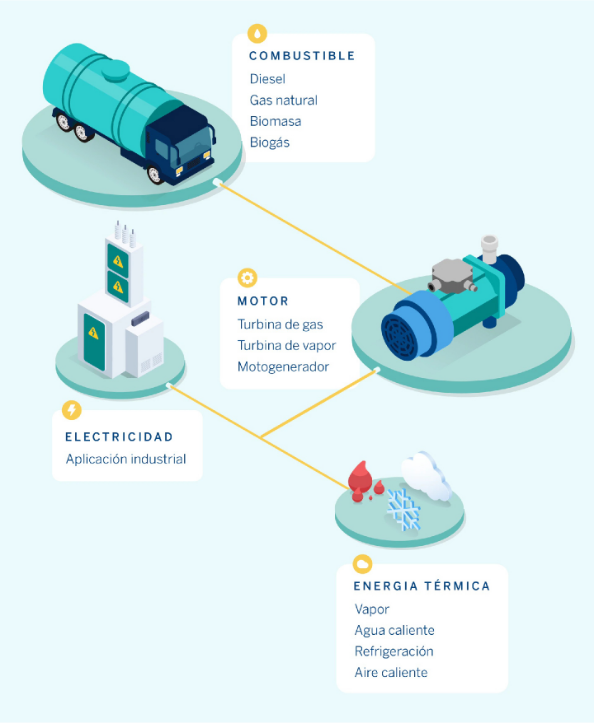 COMBUSTIBLE
Diesel
Gas natural
Biomasa
Biogás
MOTOR
Turbina de gas
Turbina de vapor
Motogenerador
ELECTRICIDAD
Aplicación industrial
ENERGIA TÉRMICA
Vapor
Agua caliente
Refrigeración
Aire caliente